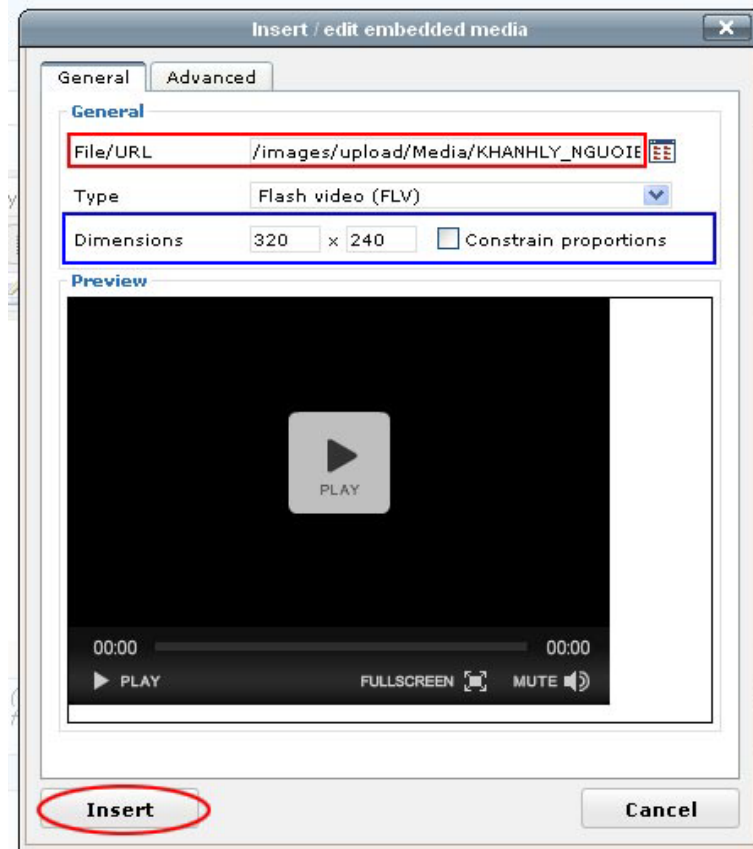 Insert / edit embedded media
General Advanced
General
File/URL /images/upload/Media/KHANHLY_NGUOIE
Type Flash video (FLV)
Dimensions 320 x 240 Constrain proportions
Preview
PLAY
00:00 00:00
PLAY FULLSCREEN MUTE
Insert Cancel